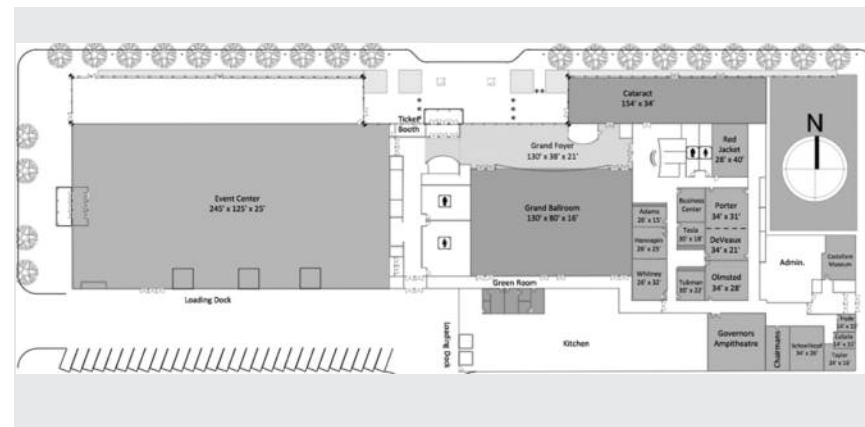 Cataract
154' x 34'
N
Ticket
Booth
Grand Foyer
130' x 38' x 21'
Red
Jacket
28' x 40'
Event Center
245' x 125' x 25'
Grand Ballroom
130' x 80' x 16'
Adams
26' x 15'
Business
Center
Porter
34' x 31'
Hennepin
26' x 25'
Tesla
30' x 18'
DeVeaux
34' x 21'
Admin.
Castellani
Museum
Whitney
26' x 32'
Tubman
30' x 22'
Olmsted
34' x 28'
Green Room
Loading Dock
Loading Dock
Kitchen
Governors
Ampitheatre
Chairmans
Schoellkopf
34' x 26'
Taylor
24' x 16'